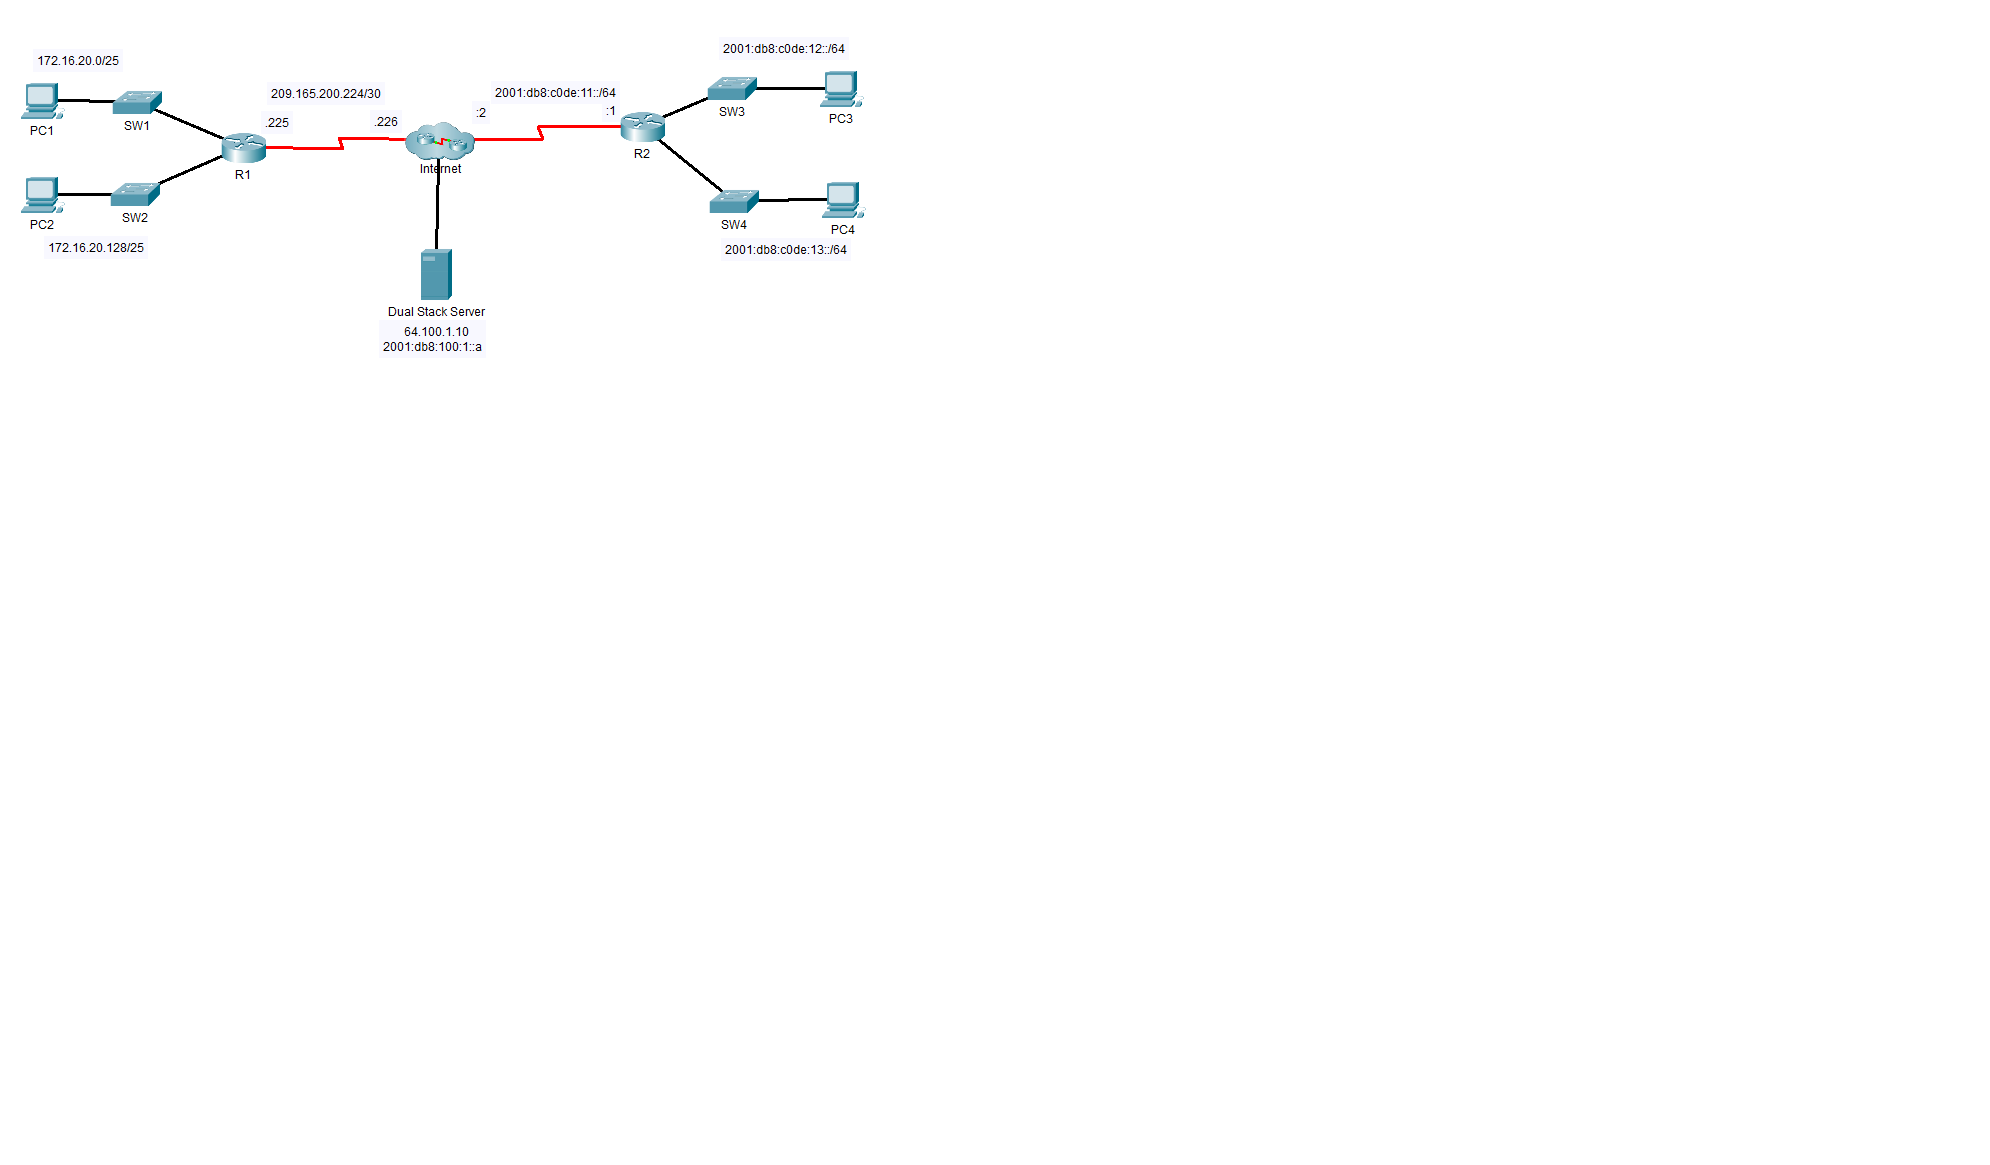 172.16.20.0/25
PC1
SW1
209.165.200.224/30
.225
.226
R1
PC2
SW2
172.16.20.128/25
Internet
:2
2001:db8:c0de:11::/64
:1
R2
2001:db8:c0de:12::/64
SW3
PC3
SW4
PC4
2001:db8:c0de:13::/64
Dual Stack Server
64.100.1.10
2001:db8:100:1::a